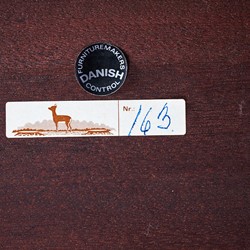 FURNITUREMAKERS
DANISH
CONTROL
Nr.: 163